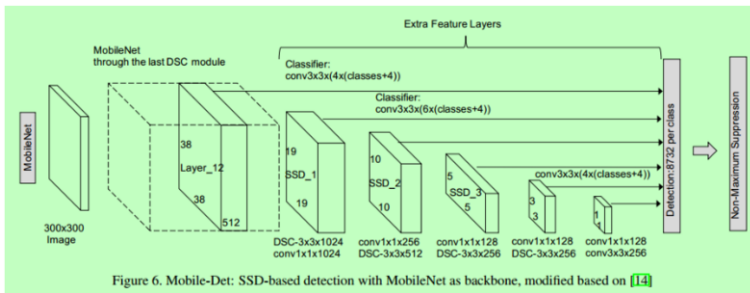 Extra Feature Layers
MobileNet
through the last DSC module
Classifier:
conv3x3x(4x(classes+4))
Classifier:
conv3x3x(6x(classes+4))
MobileNet
300x300
Image
38
Layer_12
38
512
19
SSD_1
19
10
SSD_2
10
5
SSD_3
5
conv3x3x(4x(classes+4))
3
3
1
1
Detection:8732 per class
Non-Maximum Suppression
DSC-3x3x1024
conv1x1x1024
conv1x1x256
DSC-3x3x512
conv1x1x128
DSC-3x3x256
conv1x1x128
DSC-3x3x256
conv1x1x128
conv3x3x256
Figure 6. Mobile-Det: SSD-based detection with MobileNet as backbone, modified based on [14]